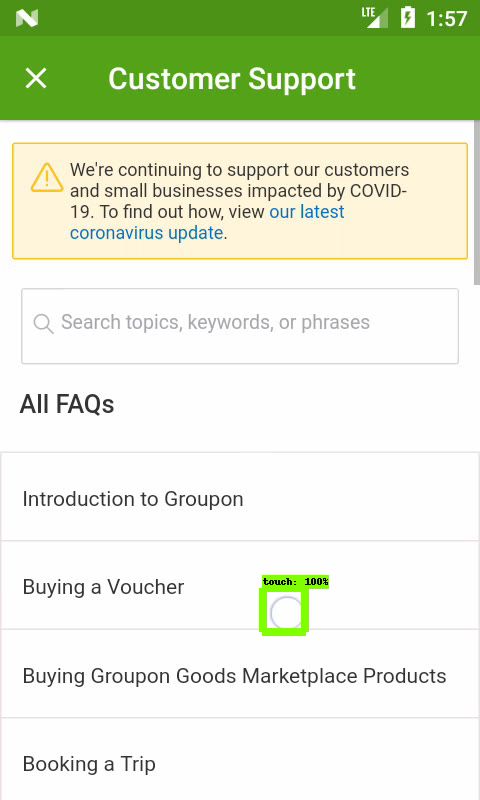 LTE 1:57
Customer Support
We're continuing to support our customers
and small businesses impacted by COVID-
19. To find out how, view our latest
coronavirus update.
Search topics, keywords, or phrases
All FAQs
Introduction to Groupon
touch: 100%
Buying a Voucher
Buying Groupon Goods Marketplace Products
Booking a Trip